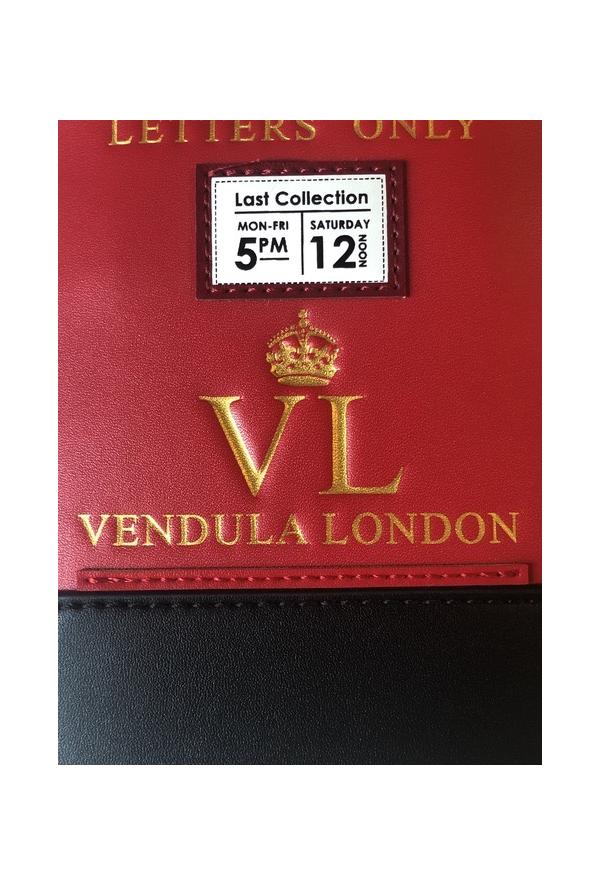 LETTERS ONLY
Last Collection
MON-FRI
5PM
SATURDAY
12 NOON
VL
VENDULA LONDON